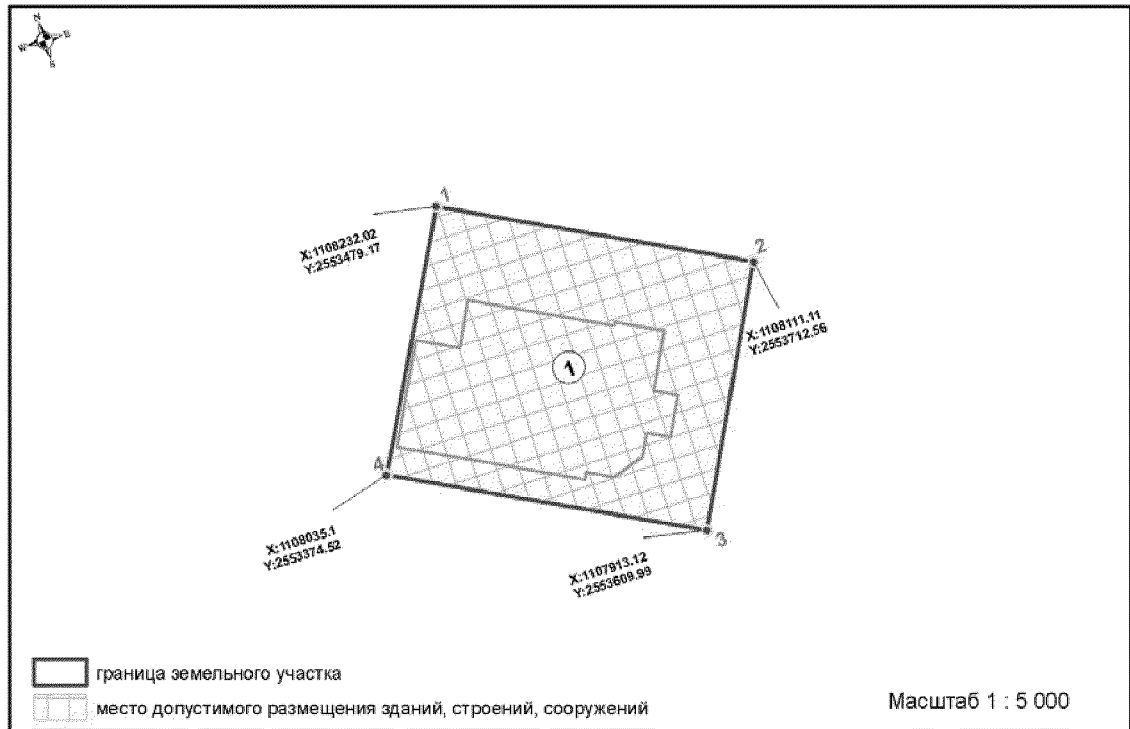 N
W
E
S
1
X:1108232.02
Y:2553479.17
2
X:1108111.11
Y:2553712.56
1
4
X:1108035.1
Y:2553374.52
3
X:1107913.12
Y:2553609.99
граница земельного участка
место допустимого размещения зданий, строений, сооружений
Масштаб 1 : 5 000